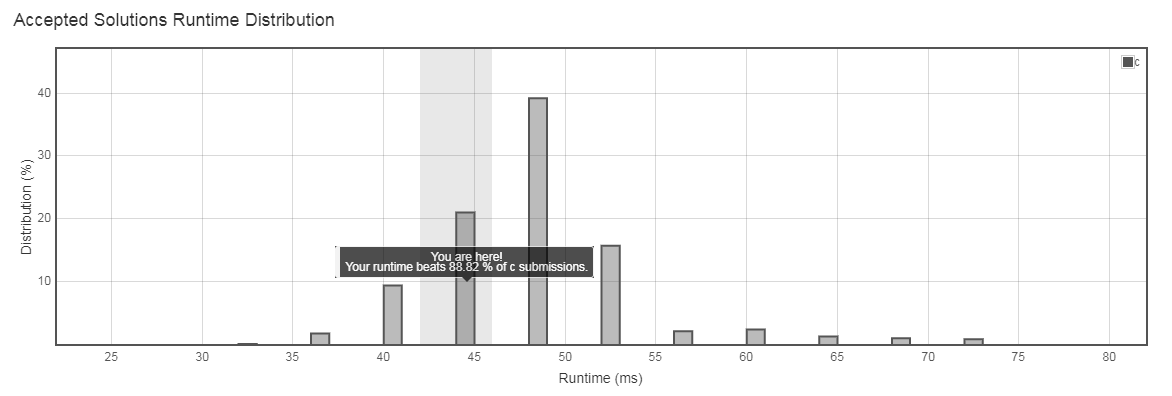 Accepted Solutions Runtime Distribution
c
40
30
20
10
Distribution (%)
You are here!
Your runtime beats 88.82 % of c submissions.
25 30 35 40 45 50 55 60 65 70 75 80
Runtime (ms)